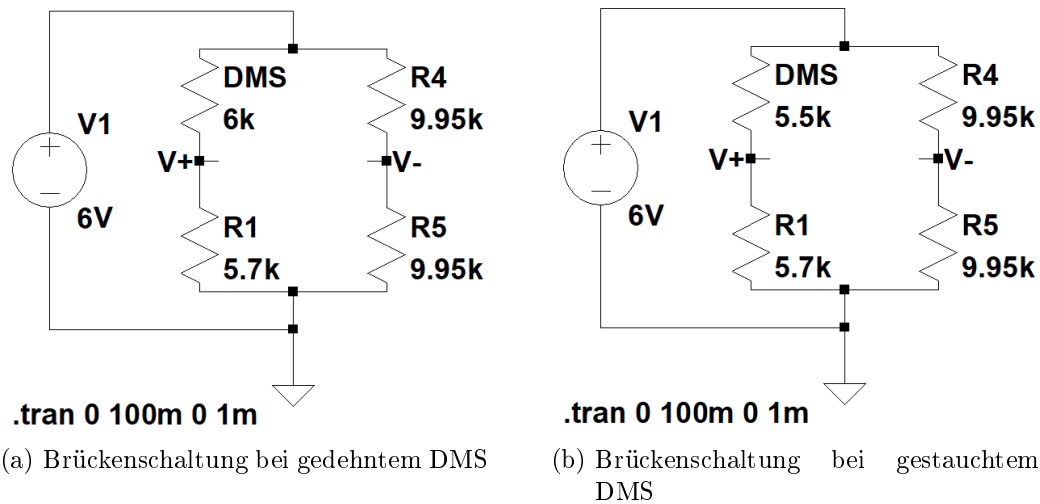 DMS
6k
R4
9.95k
V1
6V
V+
V-
R1
5.7k
R5
9.95k
.tran 0 100m 0 1m
(a) Brückenschaltung bei gedehntem DMS
DMS
5.5k
R4
9.95k
V1
6V
V+
V-
R1
5.7k
R5
9.95k
.tran 0 100m 0 1m
(b) Brückenschaltung bei gestauchtem
DMS